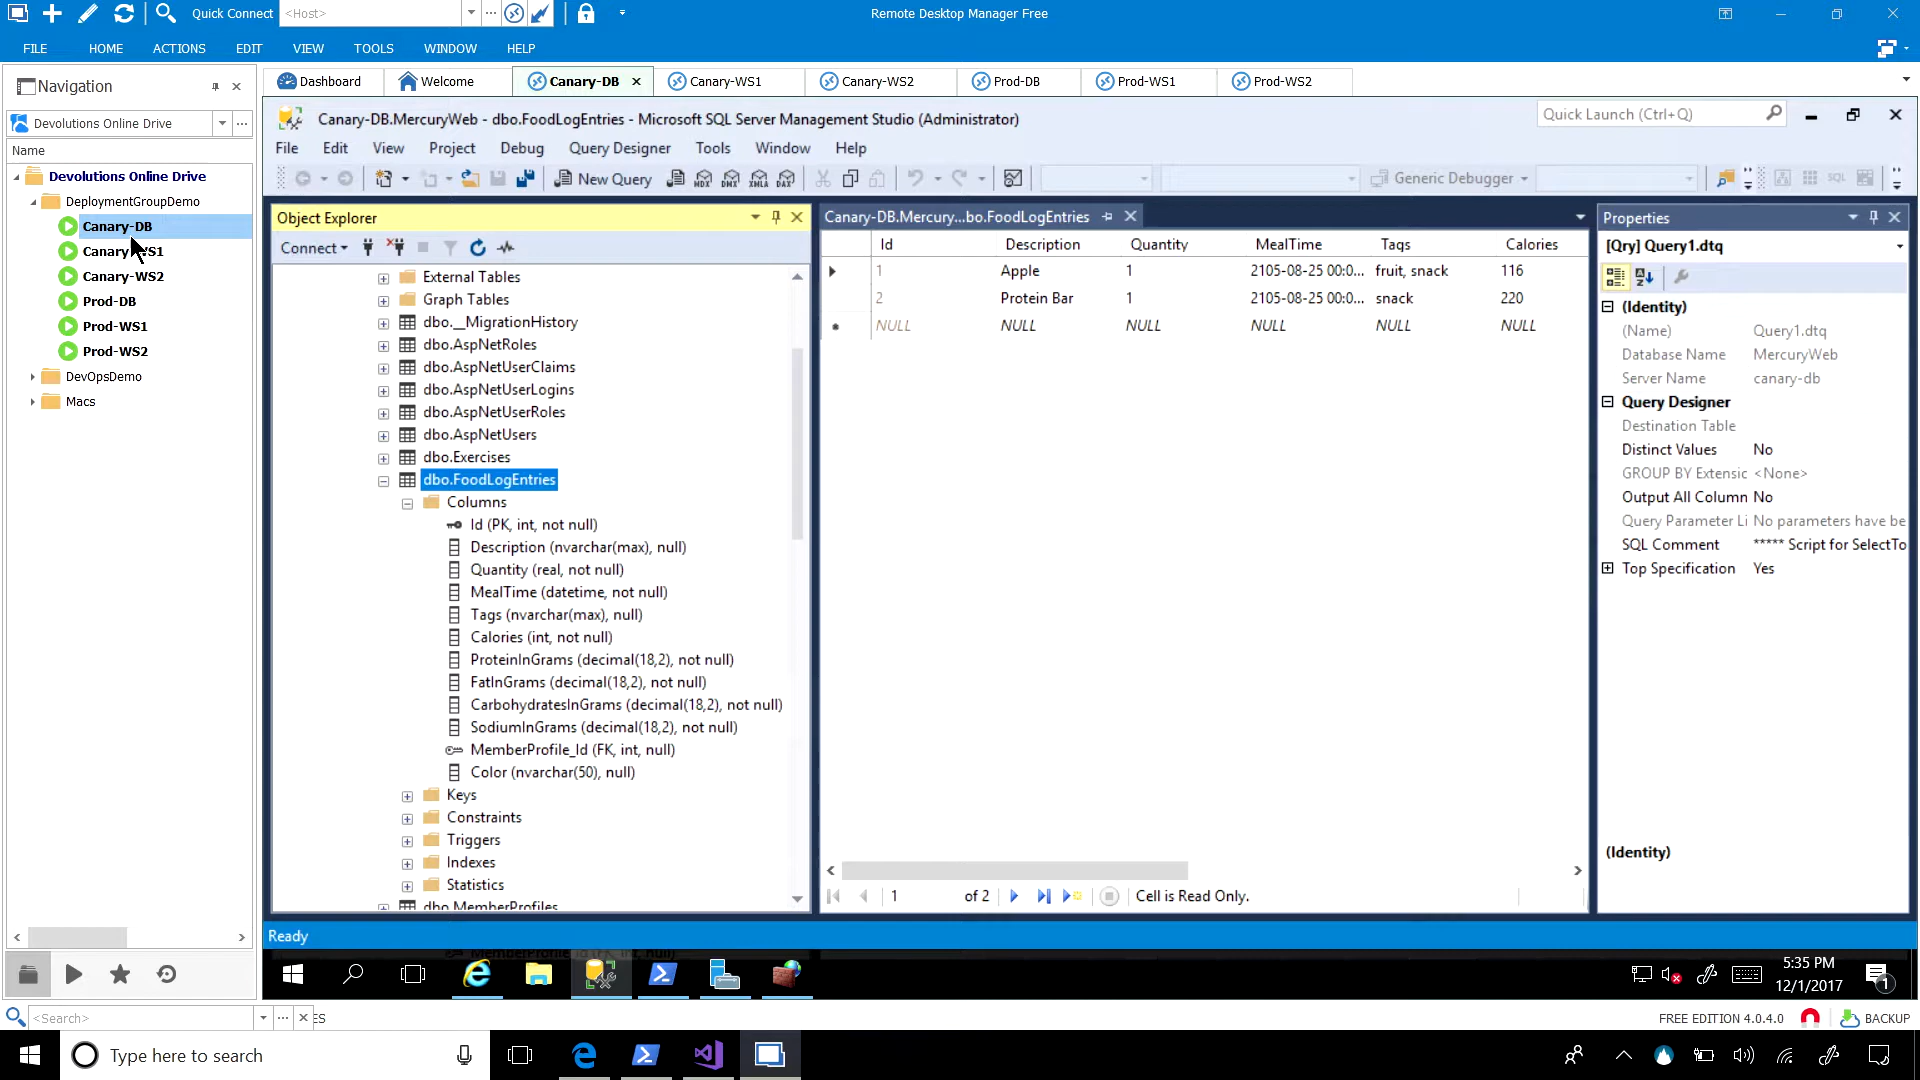 Quick Connect <Host> Remote Desktop Manager Free
FILE HOME ACTIONS EDIT VIEW TOOLS WINDOW HELP
Navigation
Devolutions Online Drive
Name
Devolutions Online Drive
DeploymentGroupDemo
Canary-DB
Canary-WS1
Canary-WS2
Prod-DB
Prod-WS1
Prod-WS2
DevOpsDemo
Macs
Dashboard Welcome Canary-DB Canary-WS1 Canary-WS2 Prod-DB Prod-WS1 Prod-WS2
Canary-DB.MercuryWeb - dbo.FoodLogEntries - Microsoft SQL Server Management Studio (Administrator)
Quick Launch (Ctrl+Q)
File Edit View Project Debug Query Designer Tools Window Help
New Query MDX DMX XMLA DAX Generic Debugger SQL
Object Explorer
Connect
External Tables
Graph Tables
dbo.__MigrationHistory
dbo.AspNetRoles
dbo.AspNetUserClaims
dbo.AspNetUserLogins
dbo.AspNetUserRoles
dbo.AspNetUsers
dbo.Exercises
dbo.FoodLogEntries
Columns
Id (PK, int, not null)
Description (nvarchar(max), null)
Quantity (real, not null)
MealTime (datetime, not null)
Tags (nvarchar(max), null)
Calories (int, not null)
ProteinInGrams (decimal(18,2), not null)
FatInGrams (decimal(18,2), not null)
CarbohydratesInGrams (decimal(18,2), not null)
SodiumInGrams (decimal(18,2), not null)
MemberProfile_Id (FK, int, null)
Color (nvarchar(50), null)
Keys
Constraints
Triggers
Indexes
Statistics
dbo.MemberProfiles
Canary-DB.Mercury...bo.FoodLogEntries
Id Description Quantity MealTime Tags Calories
1 Apple 1 2105-08-25 00:0... fruit, snack 116
2 Protein Bar 1 2105-08-25 00:0... snack 220
NULL NULL NULL NULL NULL NULL
1 of 2 Cell is Read Only.
Properties
[Qry] Query1.dtq
(Identity)
(Name) Query1.dtq
Database Name MercuryWeb
Server Name canary-db
Query Designer
Destination Table
Distinct Values No
GROUP BY Extensic <None>
Output All Column No
Query Parameter Li No parameters have be
SQL Comment ***** Script for SelectTo
Top Specification Yes
(Identity)
Ready
5:35 PM
12/1/2017
1
<Search> ES
FREE EDITION 4.0.4.0 BACKUP
Type here to search